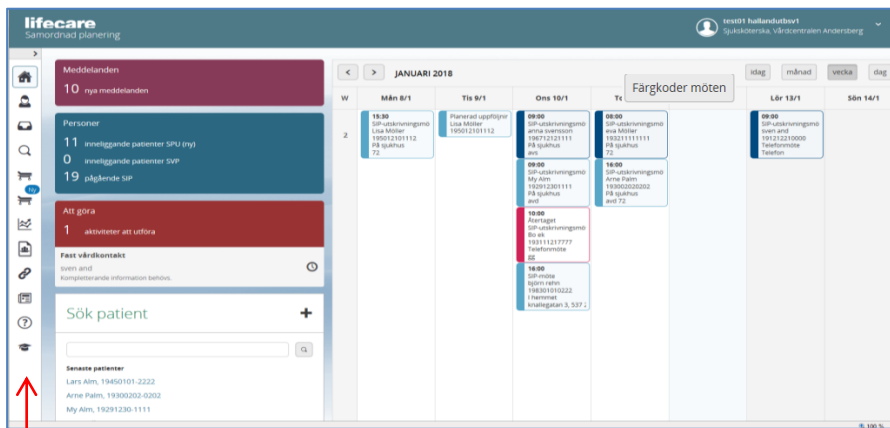 lifecare
Samordnad planering
test01 hallandutbsv1
Sjuksköterska, Vårdcentralen Andersberg
Meddelanden
10 nya meddelanden
Personer
11 inneliggande patienter SPU (ny)
0 inneliggande patienter SVP
19 pågående SIP
Att göra
1 aktiviteter att utföra
Fast vårdkontakt
sven and
Kompletterande information behövs.
Sök patient
Senaste patienter
Lars Alm, 19450101-2222
Arne Palm, 19300202-0202
My Alm, 19291230-1111
Ny
JANUARI 2018
idag
månad
vecka
dag
Färgkoder möten
W
Mån 8/1
Tis 9/1
Ons 10/1
Lör 13/1
Sön 14/1
2
15:30
SIP-utskrivningsmö
Lisa Möller
195012101112
På sjukhus
72
Planerad uppföljnir
Lisa Möller
195012101112
09:00
SIP-utskrivningsmö
anna svensson
196712121111
På sjukhus
avs
09:00
SIP-utskrivningsmö
My Alm
192912301111
På sjukhus
avd
10:00
Återtaget
SIP-utskrivningsmö
Bo ek
193111217777
Telefonmöte
gg
16:00
SIP-möte
björn rehn
198301010222
I hemmet
knallegatan 3, 537 2
08:00
SIP-utskrivningsmö
eva Möller
193211111111
På sjukhus
72
16:00
SIP-utskrivningsmö
Arne Palm
193002020202
På sjukhus
avd 72
09:00
SIP-utskrivningsmö
sven and
191212210000
Telefonmöte
Telefon
100 %